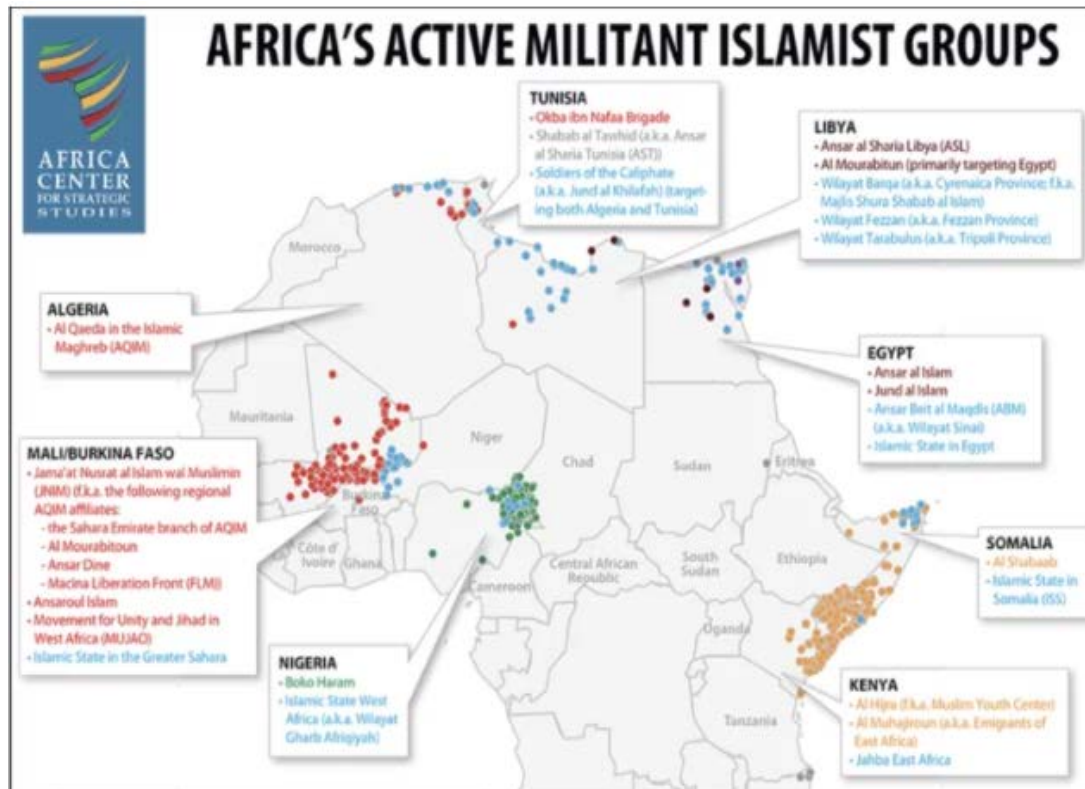 AFRICA'S ACTIVE MILITANT ISLAMIST GROUPS
AFRICA
CENTER
FOR STRATEGIC
STUDIES
TUNISIA
• Okba ibn Nafaa Brigade
• Shabab al Tawhid (a.k.a. Ansar
al Sharia Tunisia (AST))
• Soldiers of the Caliphate
(a.k.a. Jund al Khilafah) (target-
ing both Algeria and Tunisia)
LIBYA
• Ansar al Sharia Libya (ASL)
• Al Mourabitun (primarily targeting Egypt)
• Wilayat Barqa (a.k.a. Cyrenaica Province; f.k.a.
Majlis Shura Shabab al Islam)
• Wilayat Fezzan (a.k.a. Fezzan Province)
• Wilayat Tarabulus (a.k.a. Tripoli Province)
Morocco
ALGERIA
• Al Qaeda in the Islamic
Maghreb (AQIM)
EGYPT
• Ansar al Islam
• Jund al Islam
• Ansar Beit al Maqdis (ABM)
(a.k.a. Wilayat Sinai)
• Islamic State in Egypt
Mauritania
Niger
Chad
Sudan
Eritrea
MALI/BURKINA FASO
• Jama'at Nusrat al Islam wal Muslimin
(JNIM) (f.k.a. the following regional
AQIM affiliates:
- the Sahara Emirate branch of AQIM
- Al Mourabitoun
- Ansar Dine
- Macina Liberation Front (FLM))
• Ansaroul Islam
• Movement for Unity and Jihad in
West Africa (MUJAO)
• Islamic State in the Greater Sahara
Burkina
Faso
Côte d'
Ivoire
Ghana
Cameroon
Central African
Republic
South
Sudan
Ethiopia
SOMALIA
• Al Shabaab
• Islamic State in
Somalia (ISS)
Uganda
NIGERIA
• Boko Haram
• Islamic State West
Africa (a.k.a. Wilayat
Gharb Afriqiyah)
Tanzania
KENYA
• Al Hijra (f.k.a. Muslim Youth Center)
• Al Muhajiroun (a.k.a. Emigrants of
East Africa)
• Jahba East Africa